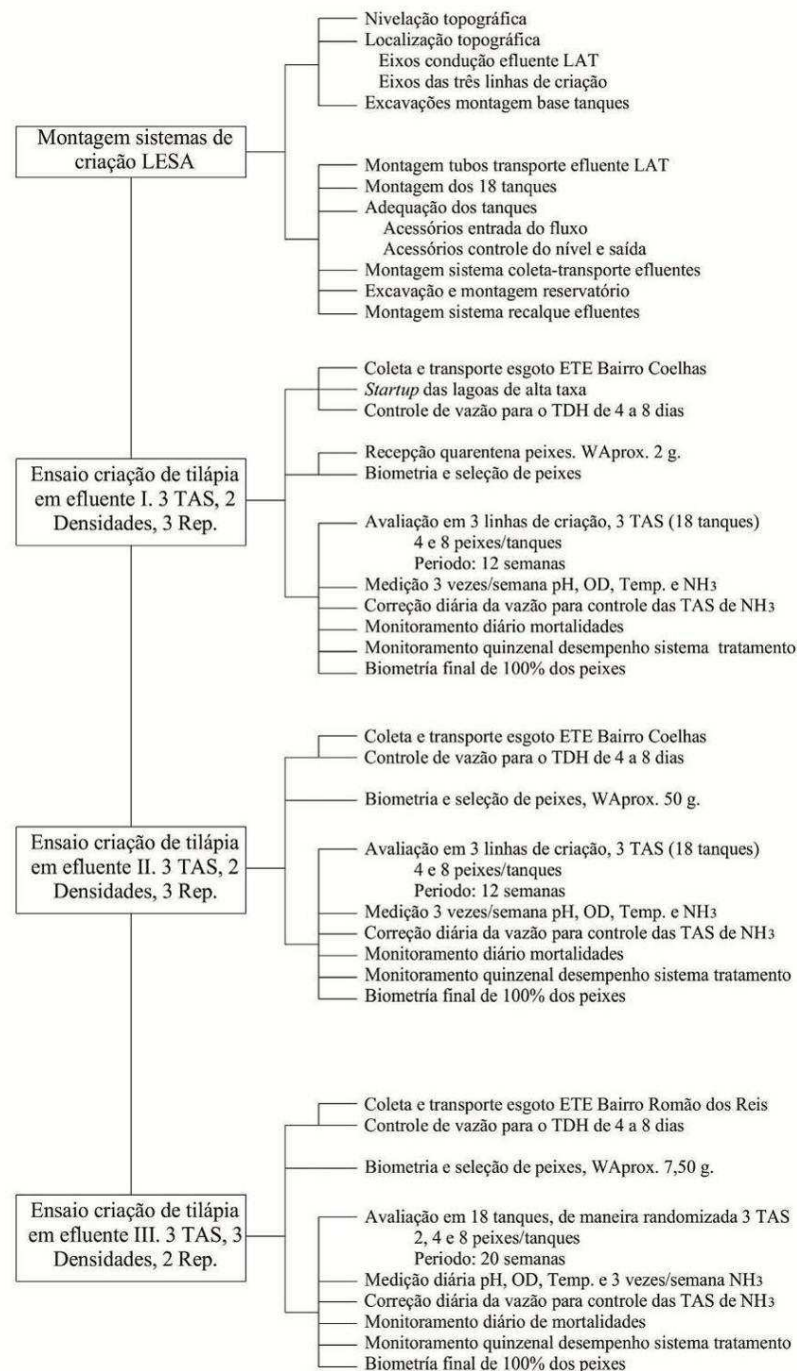 Nivelação topográfica
Localização topográfica
Eixos condução efluente LAT
Eixos das três linhas de criação
Excavações montagem base tanques
Montagem sistemas de
criação LESA
Montagem tubos transporte efluente LAT
Montagem dos 18 tanques
Adequação dos tanques
Acessórios entrada do fluxo
Acessórios controle do nível e saída
Montagem sistema coleta-transporte efluentes
Excavação e montagem reservatório
Montagem sistema recalque efluentes
Coleta e transporte esgoto ETE Bairro Coelhas
Startup das lagoas de alta taxa
Controle de vazão para o TDH de 4 a 8 dias
Recepção quarentena peixes. WAprox. 2 g.
Biometria e seleção de peixes
Ensaio criação de tilápia
em efluente I. 3 TAS, 2
Densidades, 3 Rep.
Avaliação em 3 linhas de criação, 3 TAS (18 tanques)
4 e 8 peixes/tanques
Periodo: 12 semanas
Medição 3 vezes/semana pH, OD, Temp. e NH3
Correção diária da vazão para controle das TAS de NH3
Monitoramento diário mortalidades
Monitoramento quinzenal desempenho sistema tratamento
Biometría final de 100% dos peixes
Coleta e transporte esgoto ETE Bairro Coelhas
Controle de vazão para o TDH de 4 a 8 dias
Biometria e seleção de peixes, WAprox. 50 g.
Ensaio criação de tilápia
em efluente II. 3 TAS, 2
Densidades, 3 Rep.
Avaliação em 3 linhas de criação, 3 TAS (18 tanques)
4 e 8 peixes/tanques
Periodo: 12 semanas
Medição 3 vezes/semana pH, OD, Temp. e NH3
Correção diária da vazão para controle das TAS de NH3
Monitoramento diário mortalidades
Monitoramento quinzenal desempenho sistema tratamento
Biometría final de 100% dos peixes
Coleta e transporte esgoto ETE Bairro Romão dos Reis
Controle de vazão para o TDH de 4 a 8 dias
Biometria e seleção de peixes, WAprox. 7,50 g.
Ensaio criação de tilápia
em efluente III. 3 TAS, 3
Densidades, 2 Rep.
Avaliação em 18 tanques, de maneira randomizada 3 TAS
2, 4 e 8 peixes/tanques
Periodo: 20 semanas
Medição diária pH, OD, Temp. e 3 vezes/semana NH3
Correção diária da vazão para controle das TAS de NH3
Monitoramento diário de mortalidades
Monitoramento quinzenal desempenho sistema tratamento
Biometría final de 100% dos peixes